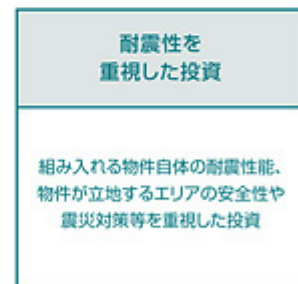 耐震性を
重視した投資
組み入れる物件自体の耐震性能、
物件が立地するエリアの安全性や
震災対策等を重視した投資